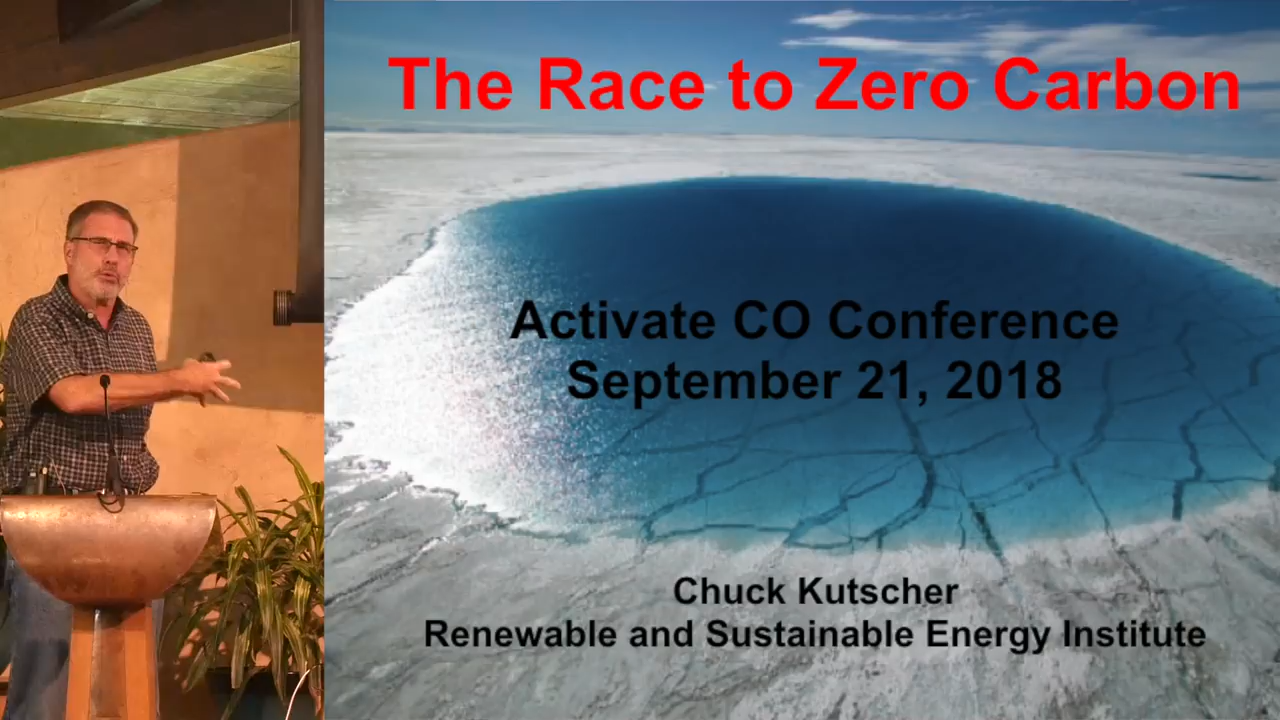 The Race to Zero Carbon
Activate CO Conference
September 21, 2018
Chuck Kutscher
Renewable and Sustainable Energy Institute